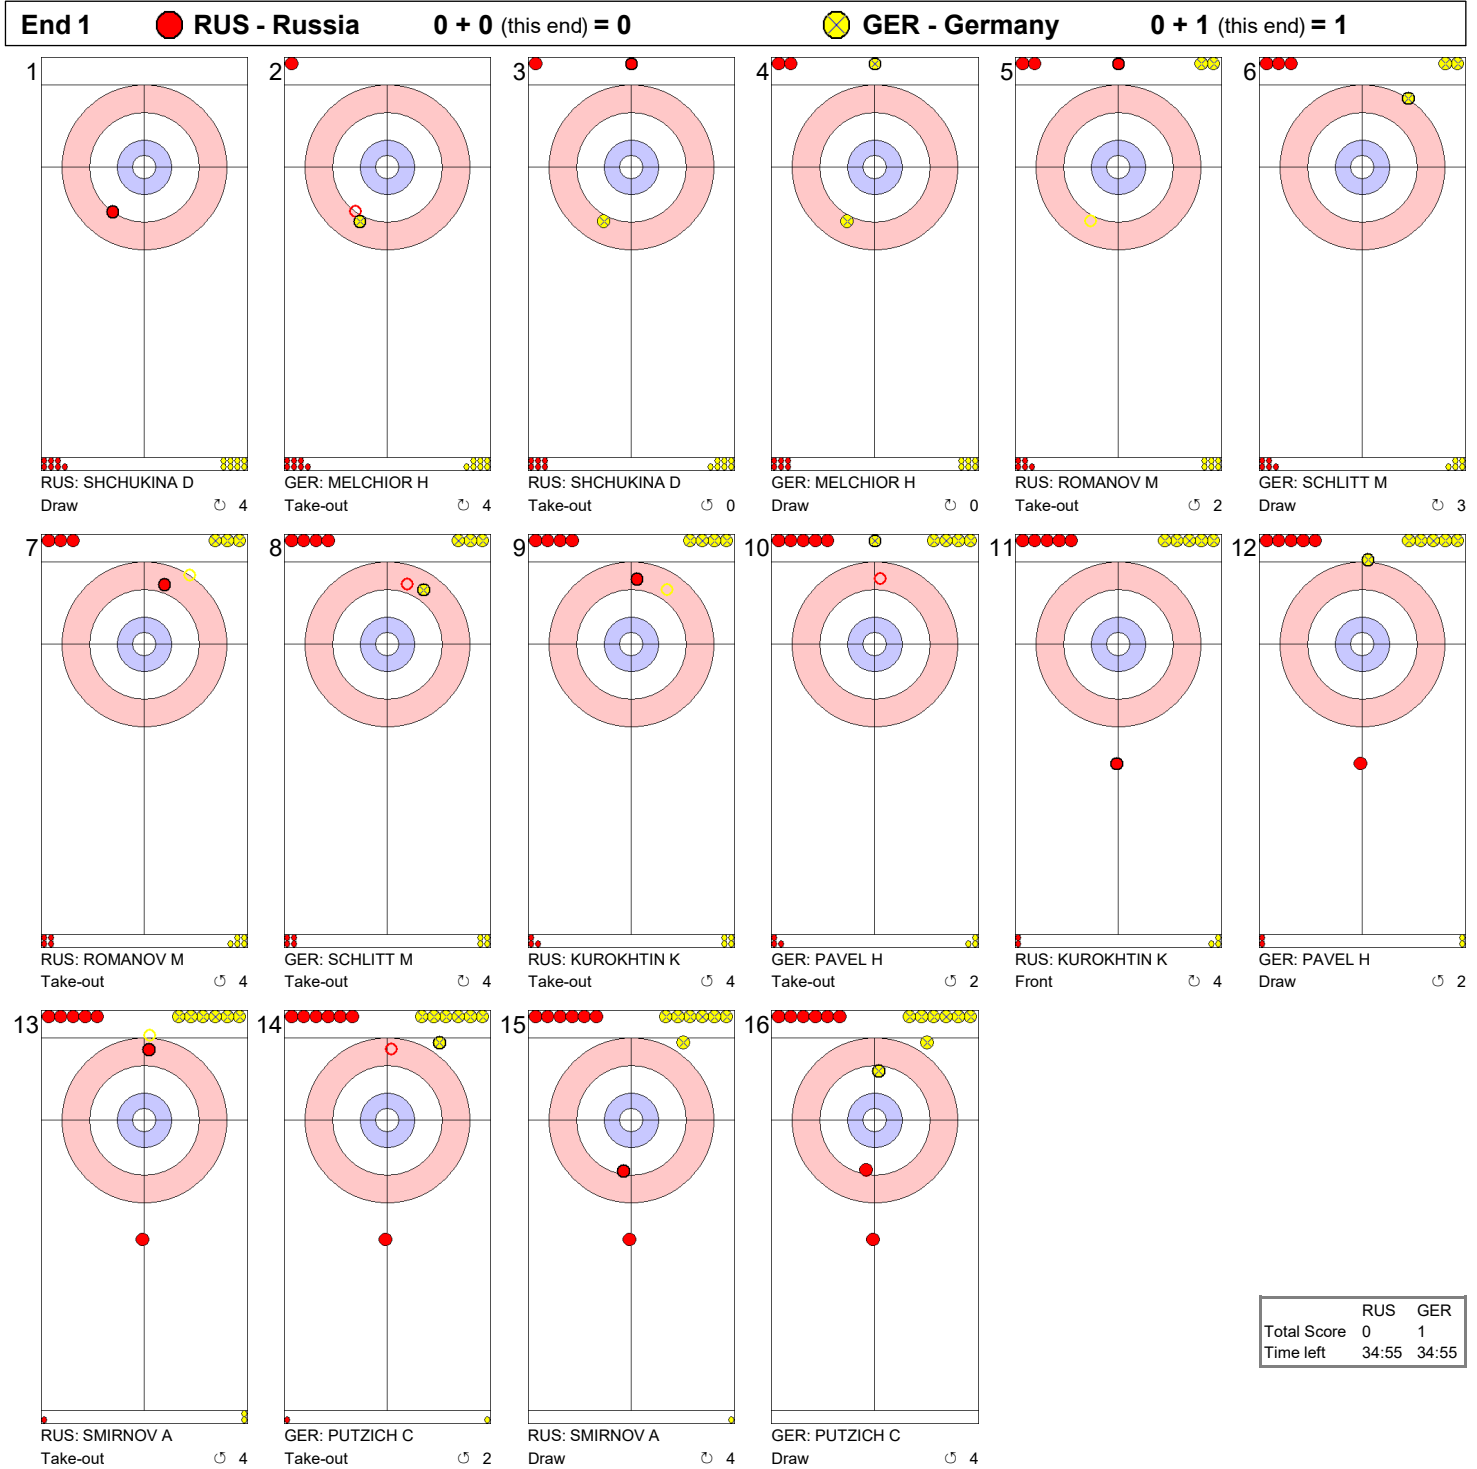 End 1 RUS - Russia 0 + 0 (this end) = 0 GER - Germany 0 + 1 (this end) = 1
1 2 3 4 5 6
RUS: SHCHUKINA D GER: MELCHIOR H RUS: SHCHUKINA D GER: MELCHIOR H RUS: ROMANOV M GER: SCHLITT M
Draw ↻ 4 Take-out ↻ 4 Take-out ↺ 0 Draw ↻ 0 Take-out ↺ 2 Draw ↻ 3
7 8 9 10 11 12
RUS: ROMANOV M GER: SCHLITT M RUS: KUROKHTIN K GER: PAVEL H RUS: KUROKHTIN K GER: PAVEL H
Take-out ↺ 4 Take-out ↺ 4 Take-out ↺ 4 Take-out ↺ 2 Front ↻ 4 Draw ↺ 2
13 14 15 16
RUS GER
Total Score 0 1
Time left 34:55 34:55
RUS: SMIRNOV A GER: PUTZICH C RUS: SMIRNOV A GER: PUTZICH C
Take-out ↺ 4 Take-out ↺ 2 Draw ↺ 4 Draw ↺ 4